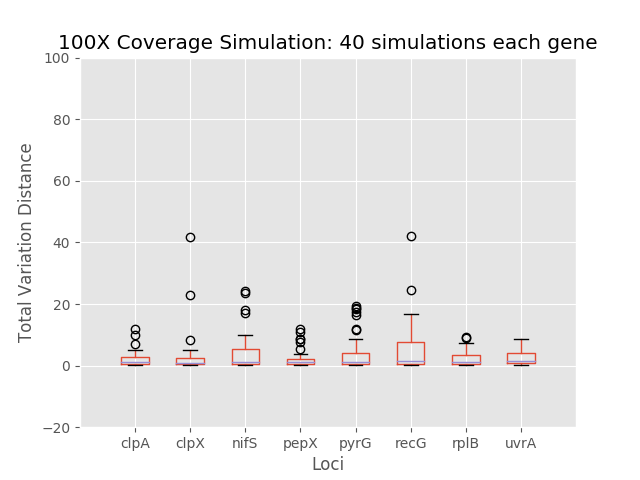 100X Coverage Simulation: 40 simulations each gene
Total Variation Distance
100
80
60
40
20
0
−20
clpA clpX nifS pepX pyrG recG rplB uvrA
Loci